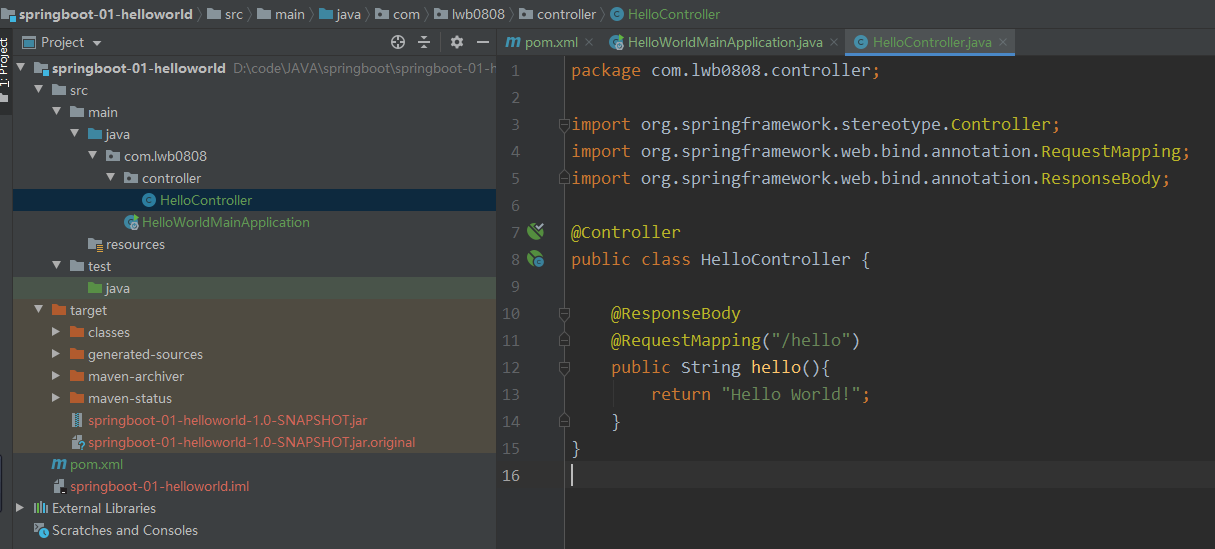 springboot-01-helloworld src main java com lwb0808 controller HelloController
1: Project
Project
springboot-01-helloworld D:\code\JAVA\springboot\springboot-01-h
src
main
java
com.lwb0808
controller
HelloController
HelloWorldMainApplication
resources
test
java
target
classes
generated-sources
maven-archiver
maven-status
springboot-01-helloworld-1.0-SNAPSHOT.jar
springboot-01-helloworld-1.0-SNAPSHOT.jar.original
pom.xml
springboot-01-helloworld.iml
External Libraries
Scratches and Consoles
pom.xml HelloWorldMainApplication.java HelloController.java
1 package com.lwb0808.controller;
2
3 import org.springframework.stereotype.Controller;
4 import org.springframework.web.bind.annotation.RequestMapping;
5 import org.springframework.web.bind.annotation.ResponseBody;
6
7 @Controller
8 public class HelloController {
9
10 @ResponseBody
11 @RequestMapping("/hello")
12 public String hello(){
13 return "Hello World!";
14 }
15 }
16